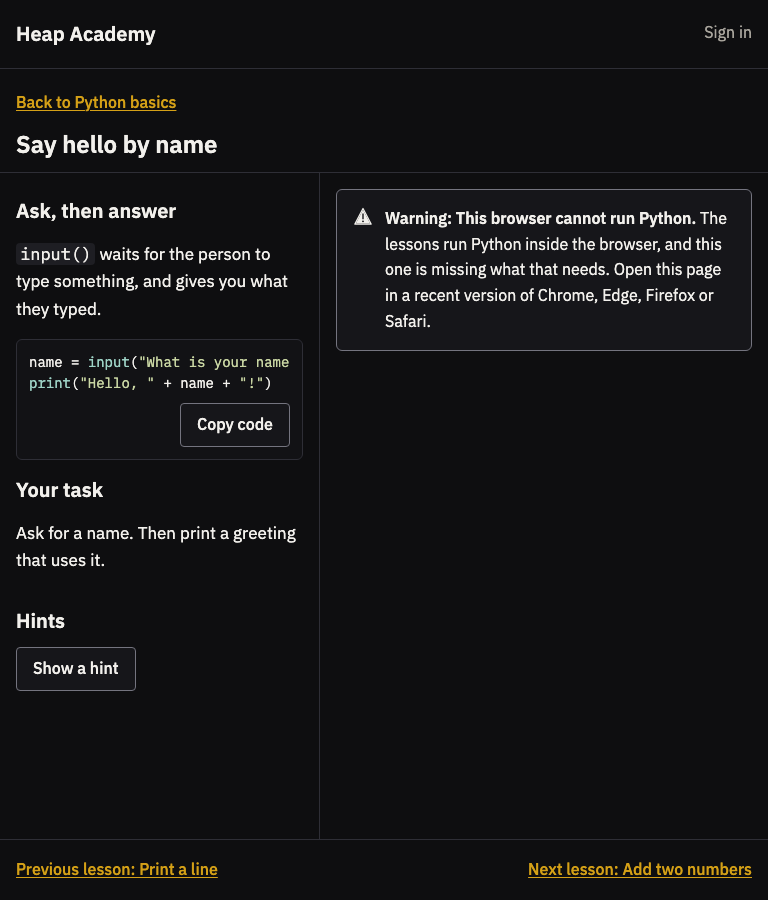 Heap Academy
Sign in
Back to Python basics
Say hello by name
Ask, then answer
input() waits for the person to
type something, and gives you what
they typed.
name = input("What is your name
print("Hello, " + name + "!")
Copy code
Your task
Ask for a name. Then print a greeting
that uses it.
Hints
Show a hint
Warning: This browser cannot run Python. The
lessons run Python inside the browser, and this
one is missing what that needs. Open this page
in a recent version of Chrome, Edge, Firefox or
Safari.
Previous lesson: Print a line
Next lesson: Add two numbers